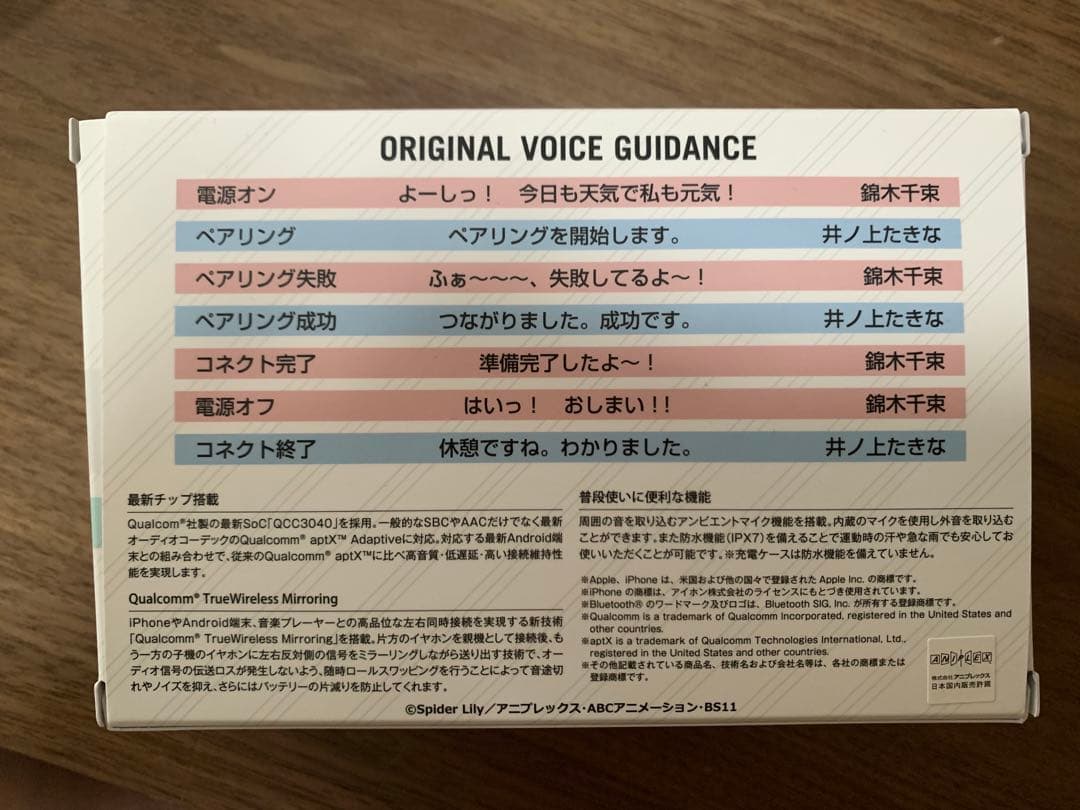 ORIGINAL VOICE GUIDANCE
電源オン よーしっ！ 今日も天気で私も元気！ 錦木千束
ペアリング ペアリングを開始します。 井ノ上たきな
ペアリング失敗 ふぁ～～～、失敗してるよ～！ 錦木千束
ペアリング成功 つながりました。成功です。 井ノ上たきな
コネクト完了 準備完了したよ～！ 錦木千束
電源オフ はいっ！ おしまい！！ 錦木千束
コネクト終了 休憩ですね。わかりました。 井ノ上たきな
最新チップ搭載
Qualcom®社製の最新SoC「QCC3040」を採用。一般的なSBCやAACだけでなく最新
オーディオコーデックのQualcomm® aptX™ Adaptiveに対応。対応する最新Android端
末との組み合わせで、従来のQualcomm® aptX™に比べ高音質・低遅延・高い接続維持性
能を実現します。
Qualcomm® TrueWireless Mirroring
iPhoneやAndroid端末、音楽プレーヤーとの高品位な左右同時接続を実現する新技術
「Qualcomm® TrueWireless Mirroring」を搭載。片方のイヤホンを親機として接続後、も
う一方の子機のイヤホンに左右反対側の信号をミラーリングしながら送り出す技術で、オー
ディオ信号の伝送ロスが発生しないよう、随時ロールスワッピングを行うことによって音途切
れやノイズを抑え、さらにはバッテリーの片減りを防止してくれます。
普段使いに便利な機能
周囲の音を取り込むアンビエントマイク機能を搭載。内蔵のマイクを使用し外音を取り込む
ことができます。また防水機能（IPX7）を備えることで運動時の汗や急な雨でも安心してお
使いいただくことが可能です。※充電ケースは防水機能を備えていません。
※Apple、iPhone は、米国および他の国々で登録された Apple Inc. の商標です。
※iPhone の商標は、アイホン株式会社のライセンスにもとづき使用されています。
※Bluetooth® のワードマーク及びロゴは、Bluetooth SIG, Inc. が所有する登録商標です。
※Qualcomm is a trademark of Qualcomm Incorporated, registered in the United States and
other countries.
※aptX is a trademark of Qualcomm Technologies International, Ltd.,
registered in the United States and other countries.
※その他記載されている商品名、技術名および会社名等は、各社の商標または
登録商標です。
ANIPLEX
株式会社アニプレックス
日本国内販売許諾
©Spider Lily／アニプレックス・ABCアニメーション・BS11